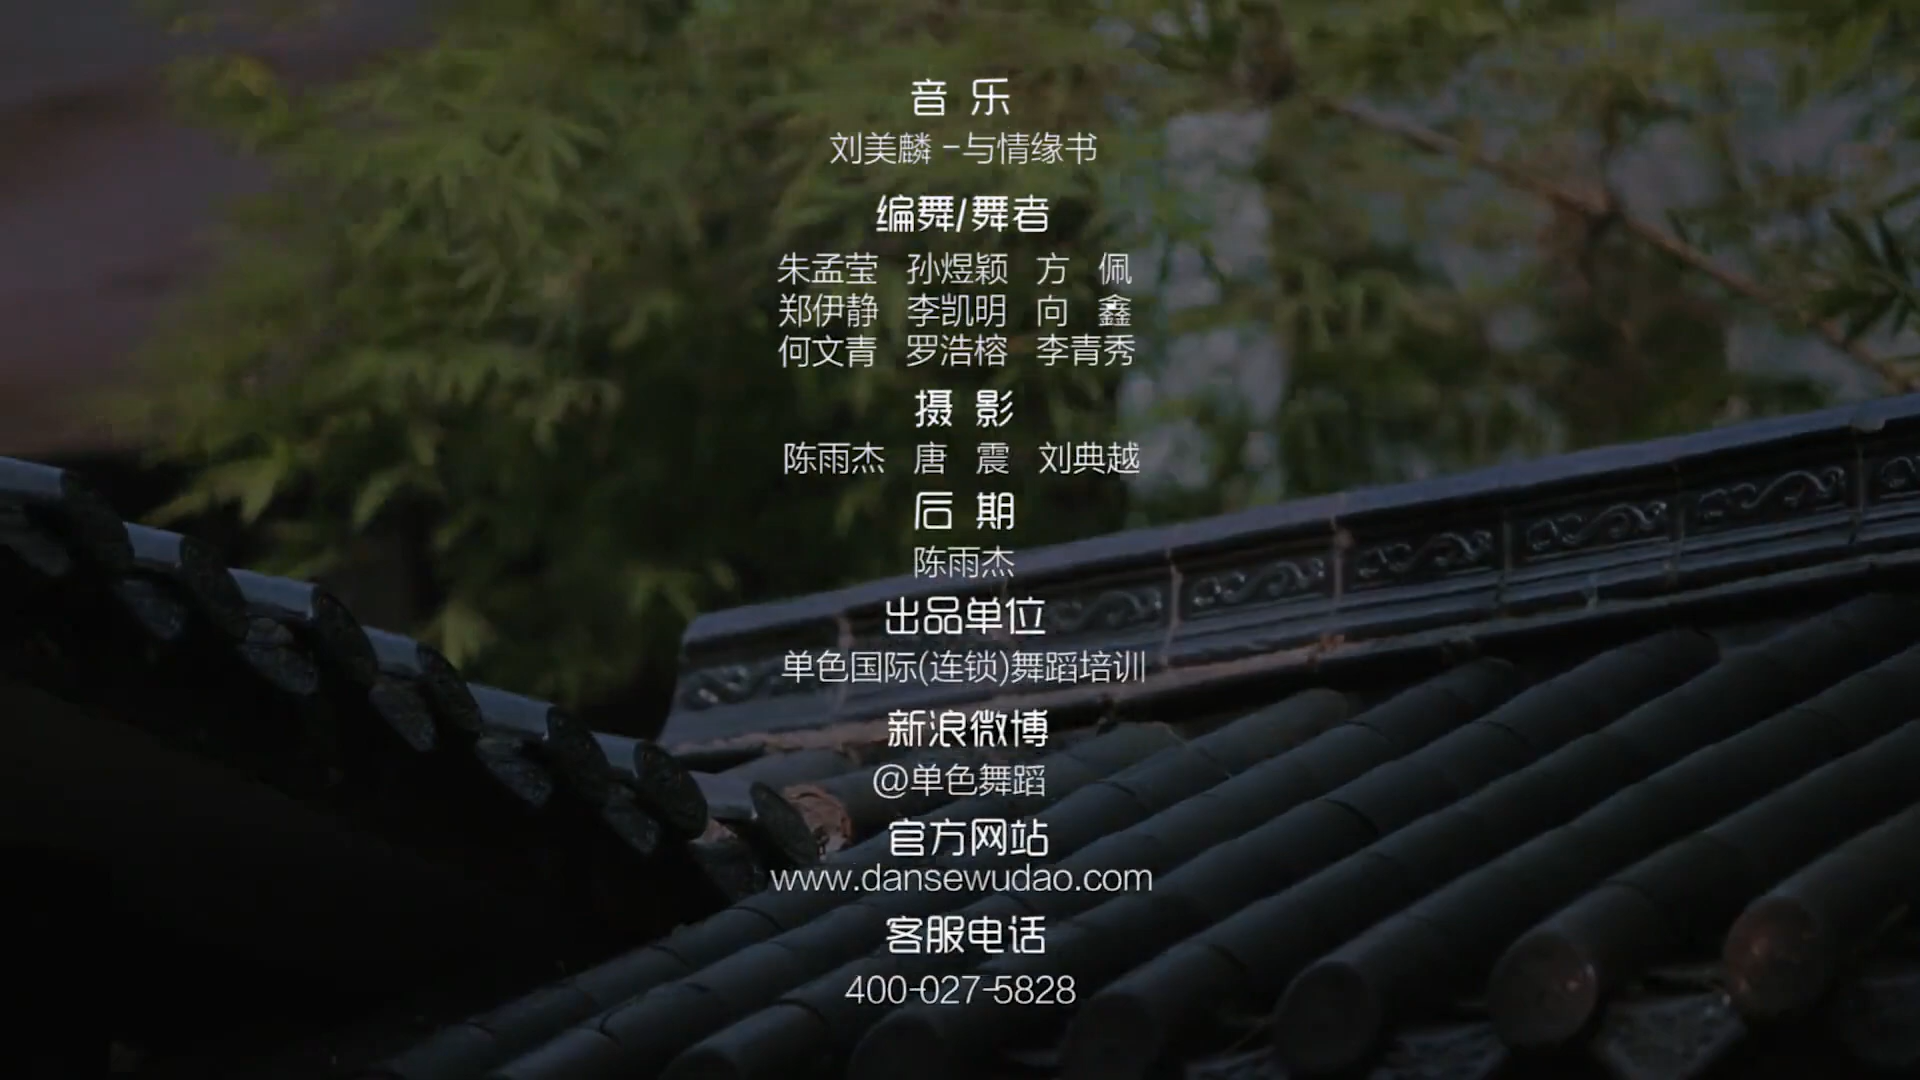 音 乐
刘美麟-与情缘书
编舞/舞者
朱孟莹 孙煜颖 方 佩
郑伊静 李凯明 向 鑫
何文青 罗浩榕 李青秀
摄 影
陈雨杰 唐 震 刘典越
后 期
陈雨杰
出品单位
单色国际(连锁)舞蹈培训
新浪微博
@单色舞蹈
官方网站
www.dansewudao.com
客服电话
400-027-5828